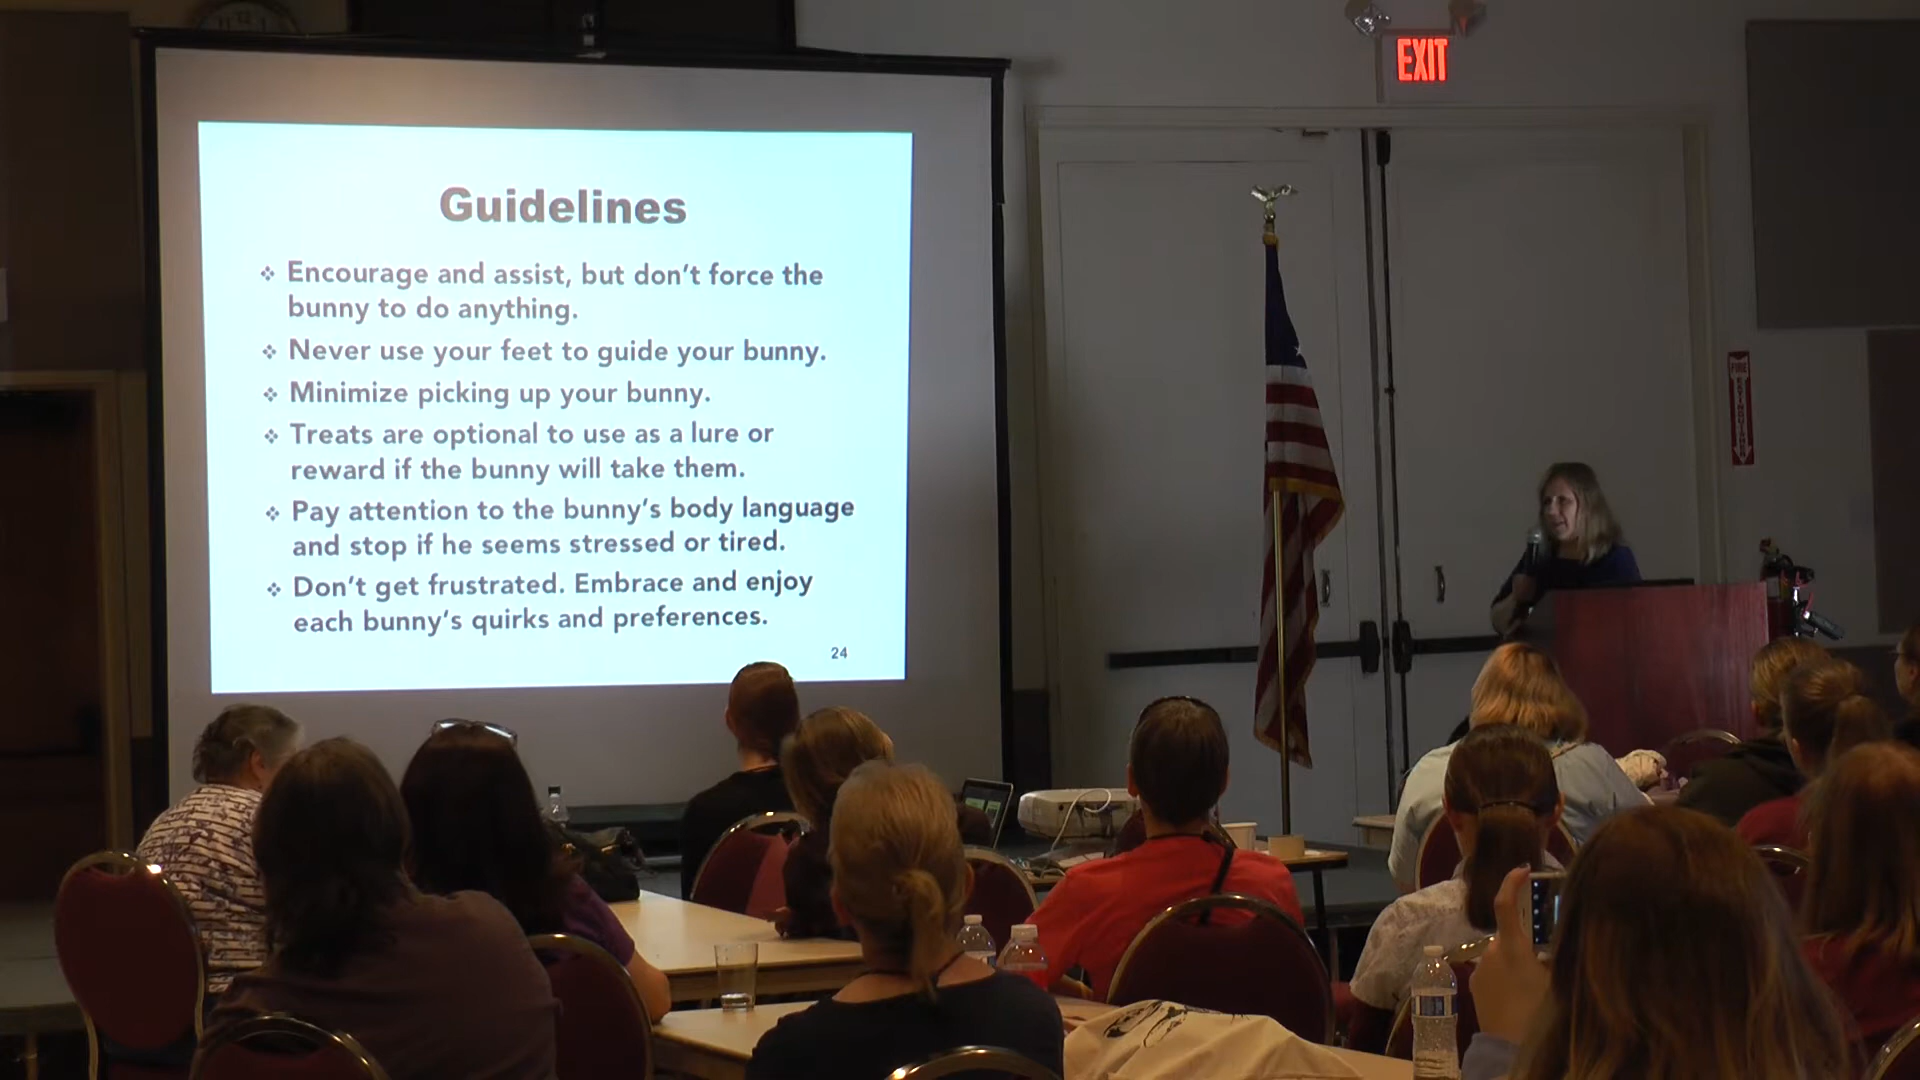 EXIT
Guidelines
❖ Encourage and assist, but don't force the
bunny to do anything.
❖ Never use your feet to guide your bunny.
❖ Minimize picking up your bunny.
❖ Treats are optional to use as a lure or
reward if the bunny will take them.
❖ Pay attention to the bunny's body language
and stop if he seems stressed or tired.
❖ Don't get frustrated. Embrace and enjoy
each bunny's quirks and preferences.
24
FIRE
EXTINGUISHER